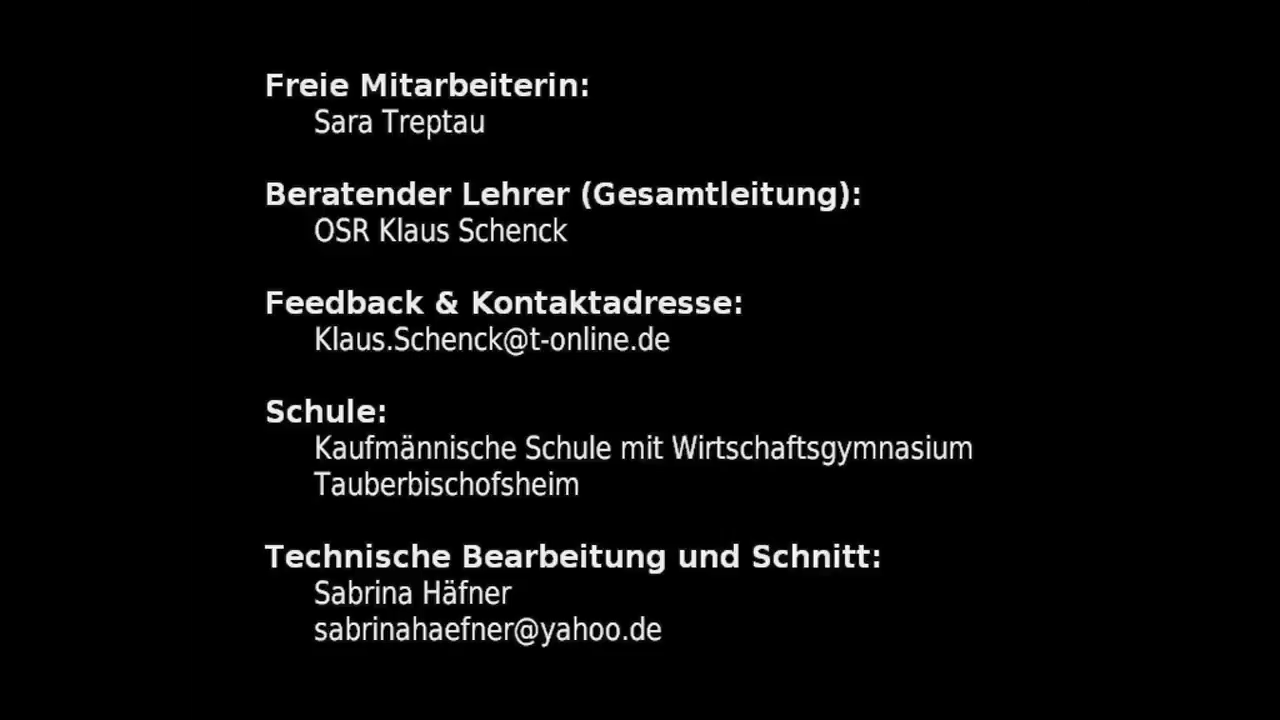 Freie Mitarbeiterin:
Sara Treptau
Beratender Lehrer (Gesamtleitung):
OSR Klaus Schenck
Feedback & Kontaktadresse:
Klaus.Schenck@t-online.de
Schule:
Kaufmännische Schule mit Wirtschaftsgymnasium
Tauberbischofsheim
Technische Bearbeitung und Schnitt:
Sabrina Häfner
sabrinahaefner@yahoo.de